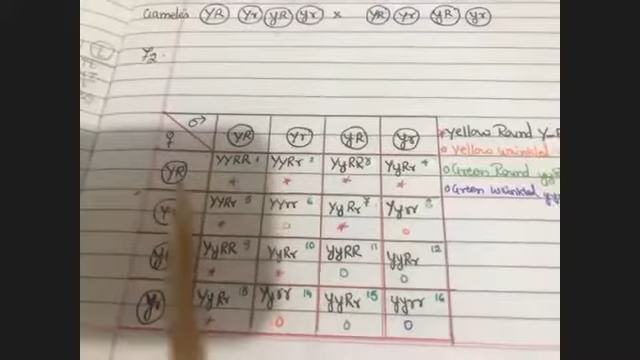 Gametes YR Yr yR yr × YR Yr yR yr
F2.
♂
♀ YR Yr yR yr Yellow Round Y-R
YR YYRR 1 YYRr 2 YyRR 3 YyRr 4 Yellow wrinkled
Green Round yy
Green wrinkled
YYRr 5 YYrr 6 YyRr 7 Yyrr 8
YyRR 9 YyRr 10 yyRR 11 yyRr 12
yr YyRr 13 Yyrr 14 yyRr 15 yyrr 16